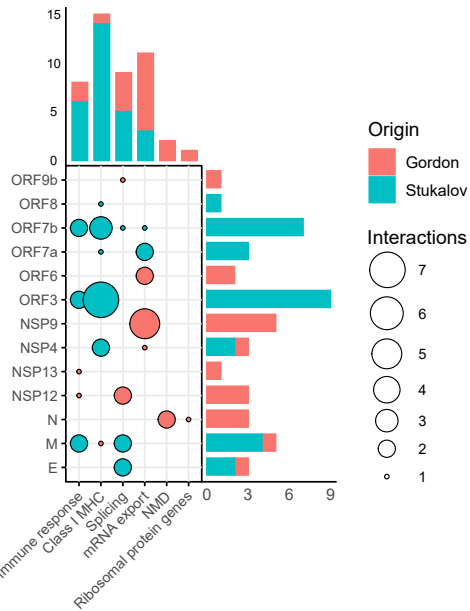 15
10
5
0
Origin
Gordon
Stukalov
Interactions
7
6
5
4
3
2
1
ORF9b
ORF8
ORF7b
ORF7a
ORF6
ORF3
NSP9
NSP4
NSP13
NSP12
N
M
E
0 3 6 9
Immune response
Class I MHC
Splicing
mRNA export
NMD
Ribosomal protein genes